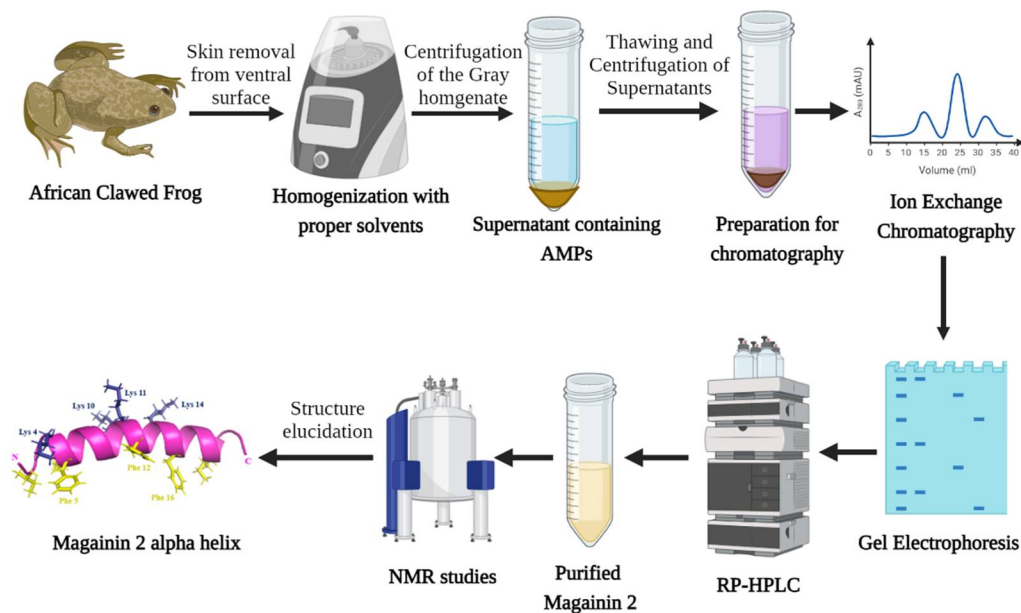 Skin removal
from ventral
surface
Centrifugation
of the Gray
homgenate
Thawing and
Centrifugation of
Supernatants
A₂₈₀ (mAU)
0 5 10 15 20 25 30 35 40
Volume (ml)
African Clawed Frog
Homogenization with
proper solvents
Supernatant containing
AMPs
Preparation for
chromatography
Ion Exchange
Chromatography
Lys 11
Lys 10
Lys 14
Lys 4
N
Phe 12
C
Phe 5
Phe 16
Structure
elucidation
Magainin 2 alpha helix
NMR studies
Purified
Magainin 2
RP-HPLC
Gel Electrophoresis